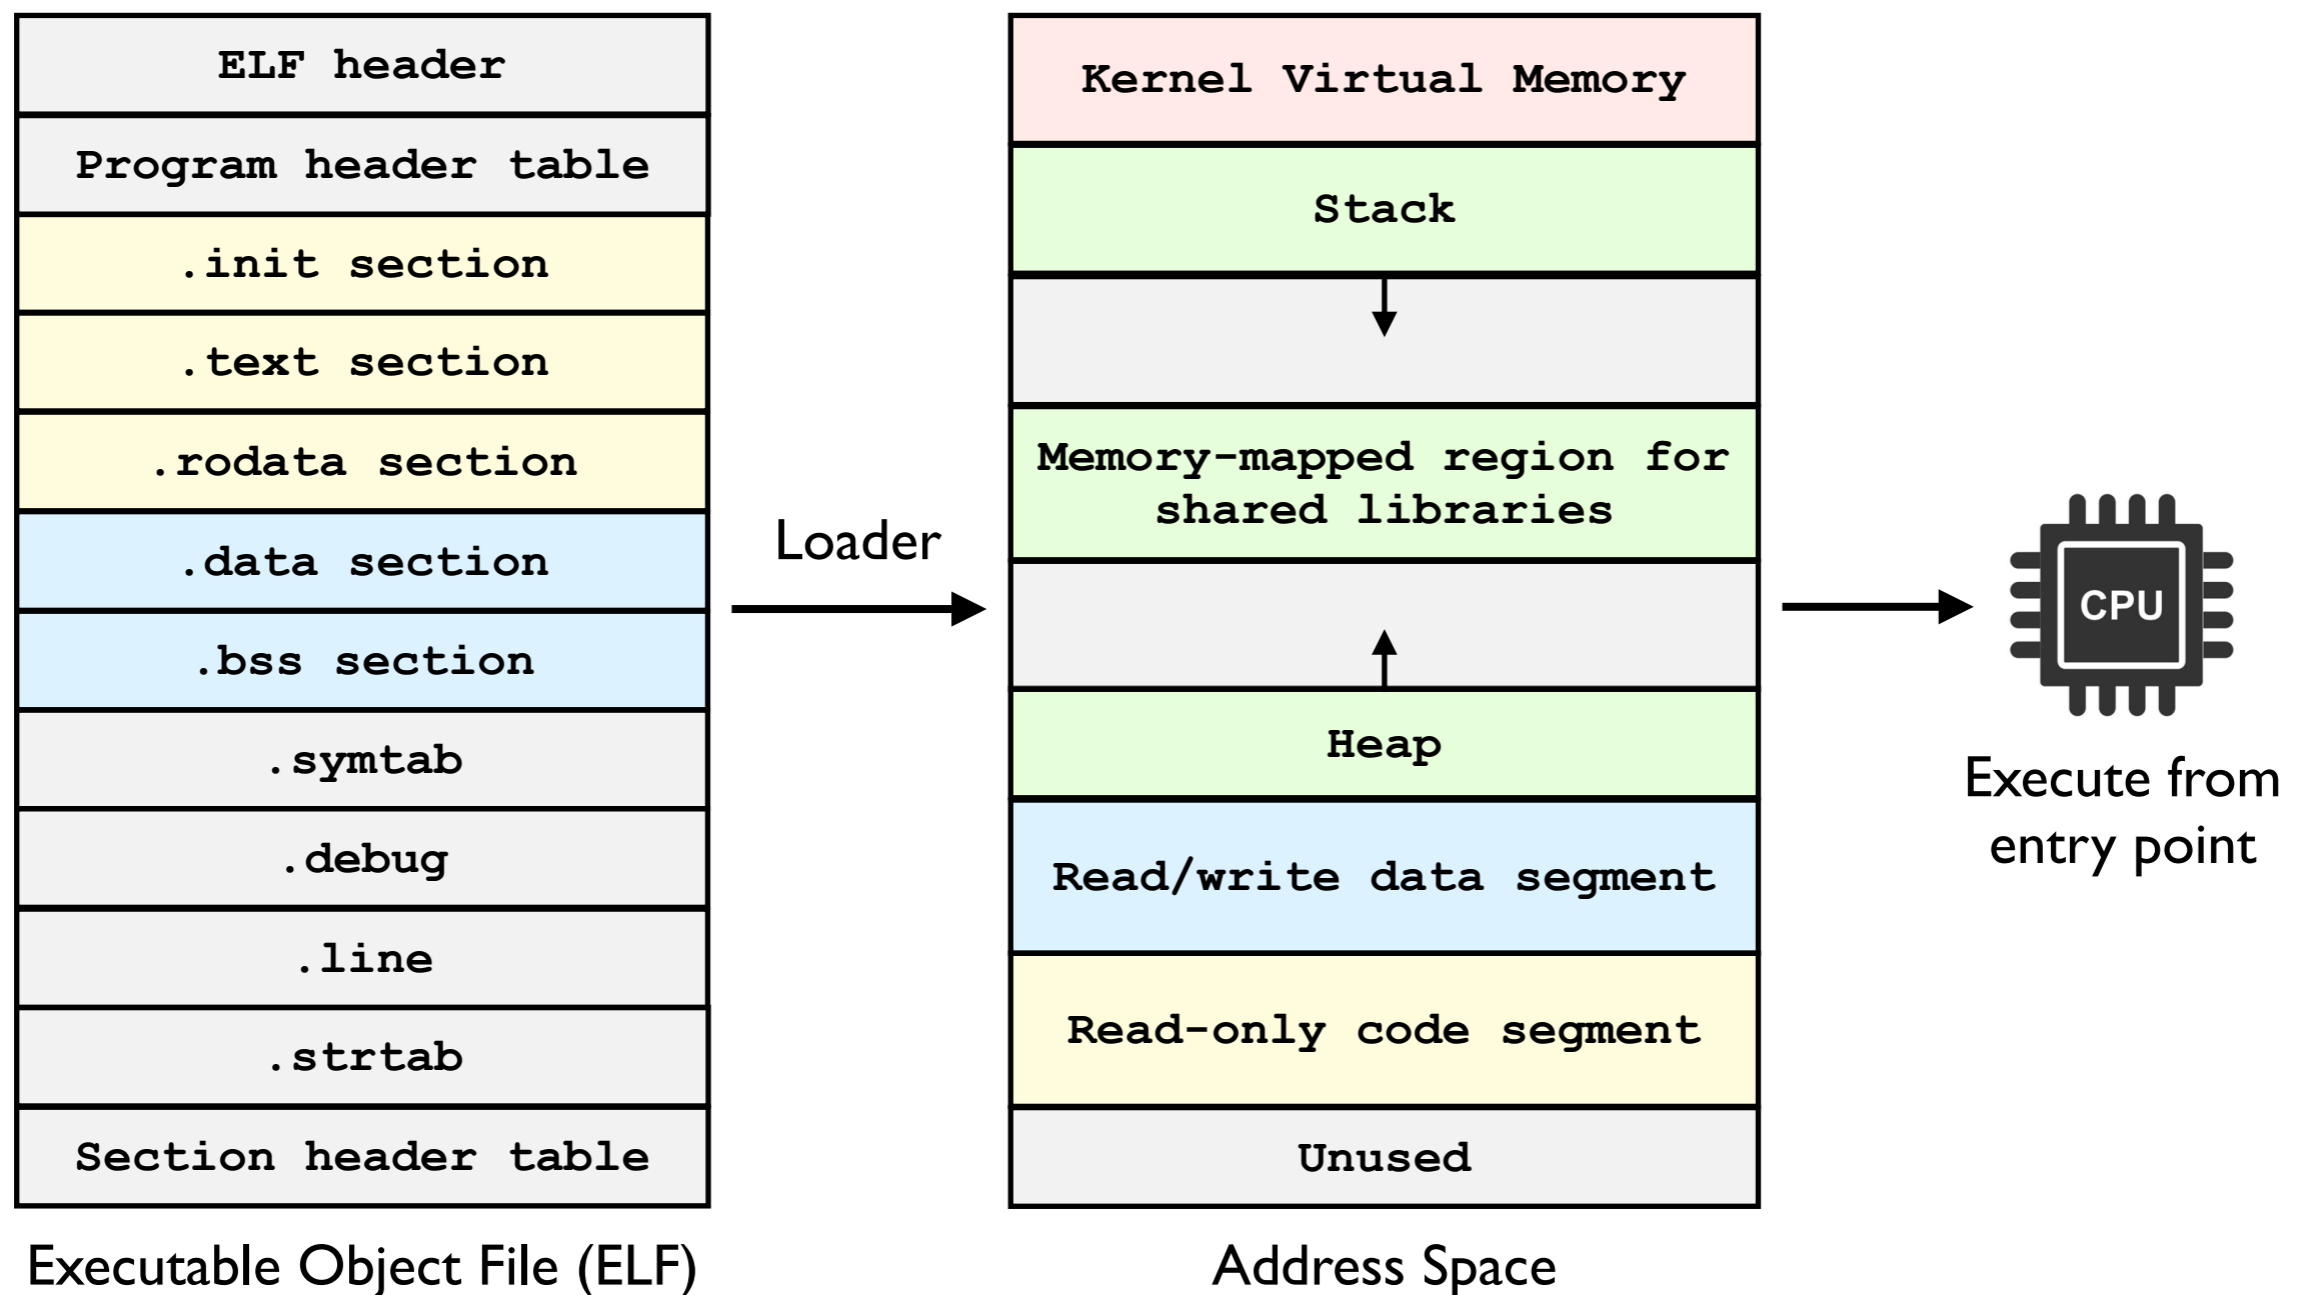 ELF header
Program header table
.init section
.text section
.rodata section
.data section
.bss section
.symtab
.debug
.line
.strtab
Section header table
Executable Object File (ELF)
Loader
Kernel Virtual Memory
Stack
Memory-mapped region for
shared libraries
Heap
Read/write data segment
Read-only code segment
Unused
Address Space
CPU
Execute from
entry point